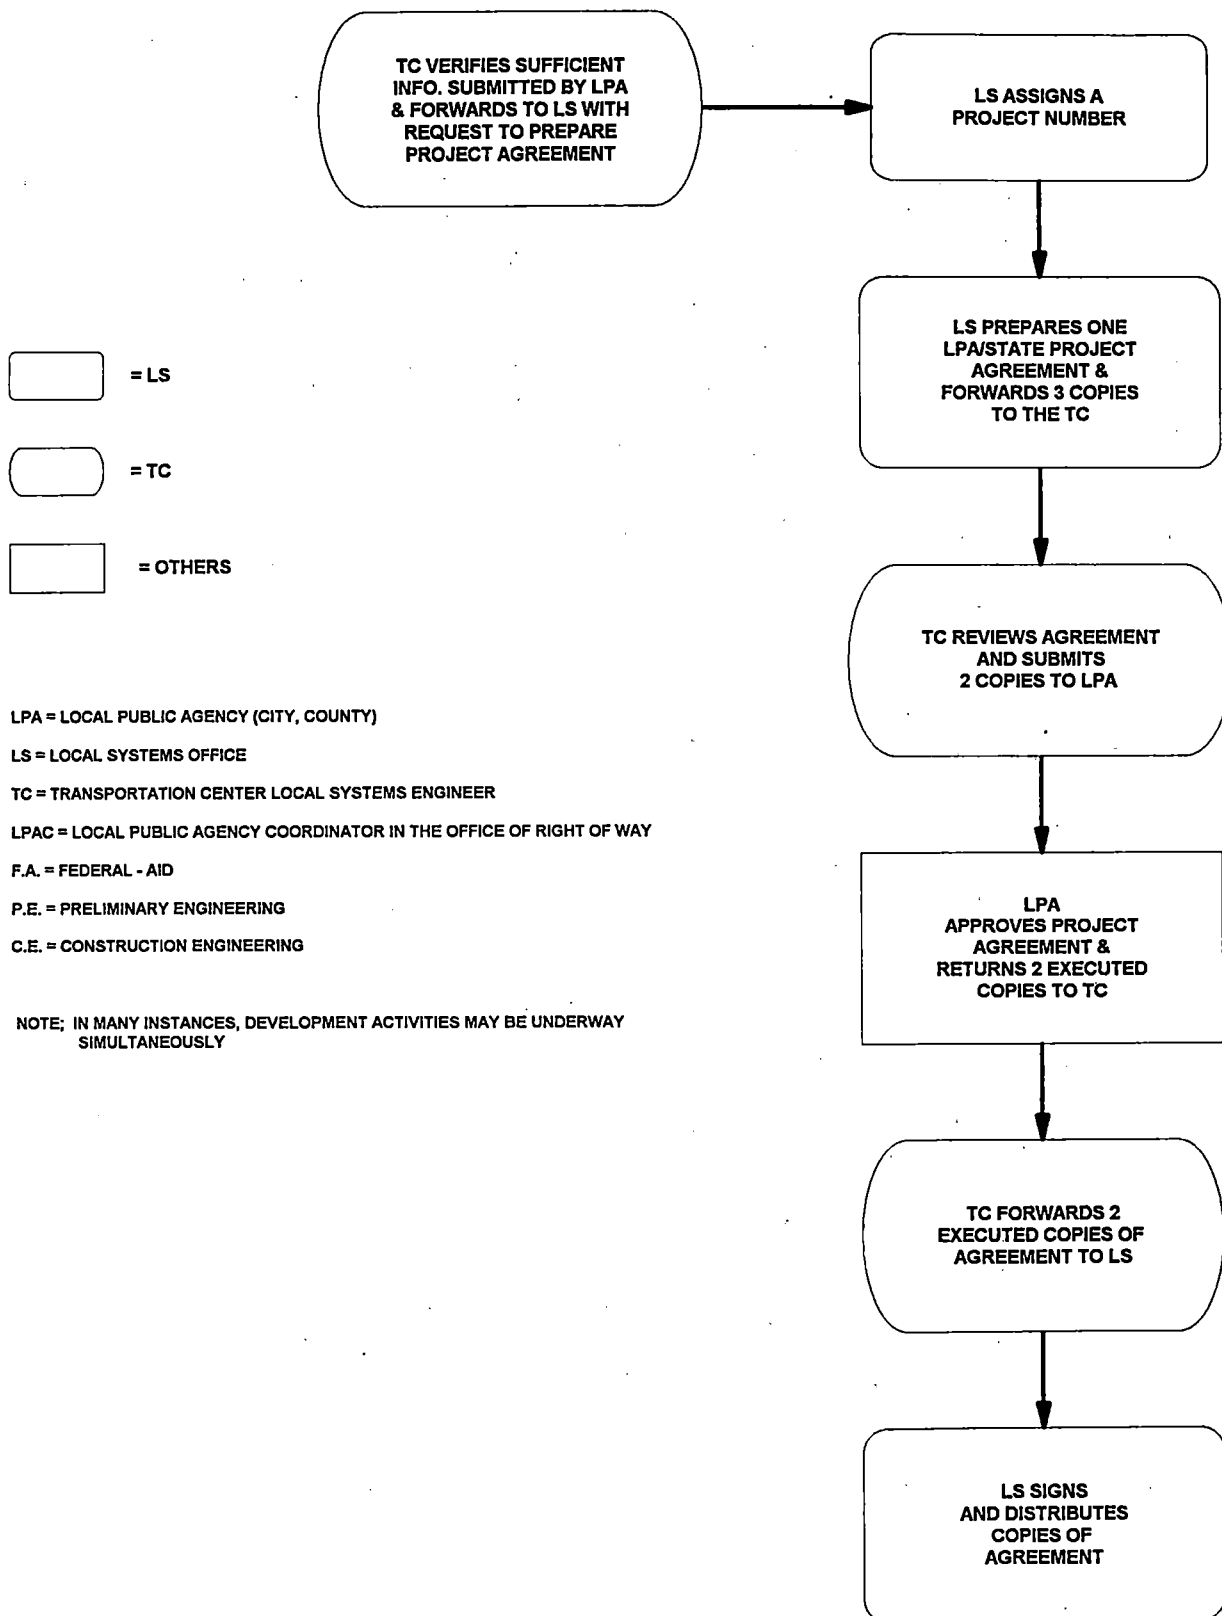 TC VERIFIES SUFFICIENT
INFO. SUBMITTED BY LPA
& FORWARDS TO LS WITH
REQUEST TO PREPARE
PROJECT AGREEMENT
LS ASSIGNS A
PROJECT NUMBER
LS PREPARES ONE
LPA/STATE PROJECT
AGREEMENT &
FORWARDS 3 COPIES
TO THE TC
= LS
= TC
= OTHERS
TC REVIEWS AGREEMENT
AND SUBMITS
2 COPIES TO LPA
LPA = LOCAL PUBLIC AGENCY (CITY, COUNTY)
LS = LOCAL SYSTEMS OFFICE
TC = TRANSPORTATION CENTER LOCAL SYSTEMS ENGINEER
LPAC = LOCAL PUBLIC AGENCY COORDINATOR IN THE OFFICE OF RIGHT OF WAY
F.A. = FEDERAL - AID
P.E. = PRELIMINARY ENGINEERING
C.E. = CONSTRUCTION ENGINEERING
LPA
APPROVES PROJECT
AGREEMENT &
RETURNS 2 EXECUTED
COPIES TO TC
NOTE; IN MANY INSTANCES, DEVELOPMENT ACTIVITIES MAY BE UNDERWAY
SIMULTANEOUSLY
TC FORWARDS 2
EXECUTED COPIES OF
AGREEMENT TO LS
LS SIGNS
AND DISTRIBUTES
COPIES OF
AGREEMENT